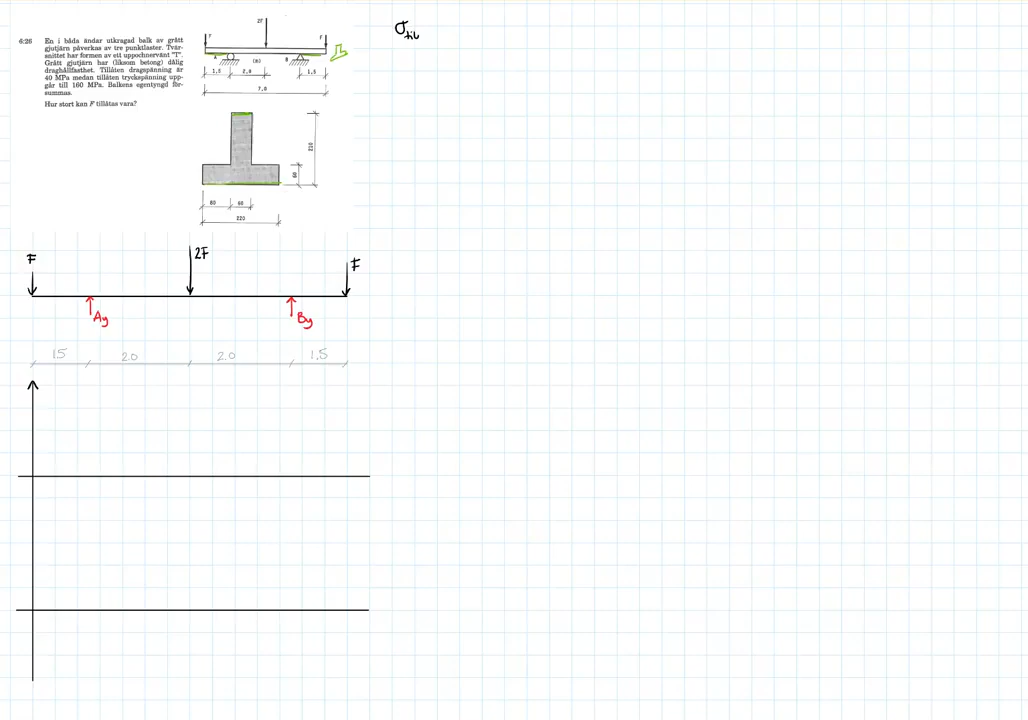 6:26 En i båda ändar utkragad balk av grått
gjutjärn påverkas av tre punktlaster. Tvär-
snittet har formen av ett uppochnervänt "T".
Grått gjutjärn har (liksom betong) dålig
draghållfasthet. Tillåten dragspänning är
40 MPa medan tillåten tryckspänning upp-
går till 160 MPa. Balkens egentyngd för-
summas.
Hur stort kan F tillåtas vara?
2F
F
F
A
(m)
B
1,5
2,0
1,5
7,0
210
60
80
60
220
σ till
F
2F
F
Ay
By
1.5
2.0
2.0
1.5